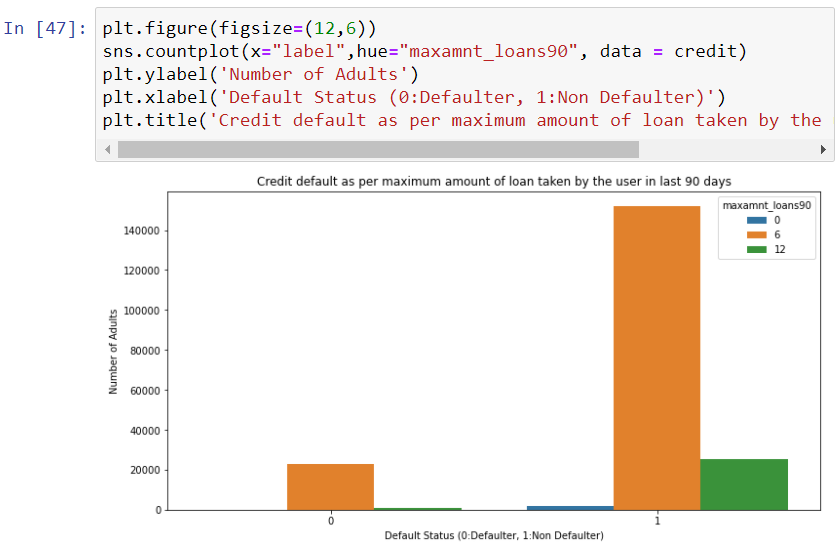 In [47]:
plt.figure(figsize=(12,6))
sns.countplot(x="label",hue="maxamnt_loans90", data = credit)
plt.ylabel('Number of Adults')
plt.xlabel('Default Status (0:Defaulter, 1:Non Defaulter)')
plt.title('Credit default as per maximum amount of loan taken by the
Credit default as per maximum amount of loan taken by the user in last 90 days
maxamnt_loans90
0
6
12
Number of Adults
140000
120000
100000
80000
60000
40000
20000
0
0 1
Default Status (0:Defaulter, 1:Non Defaulter)